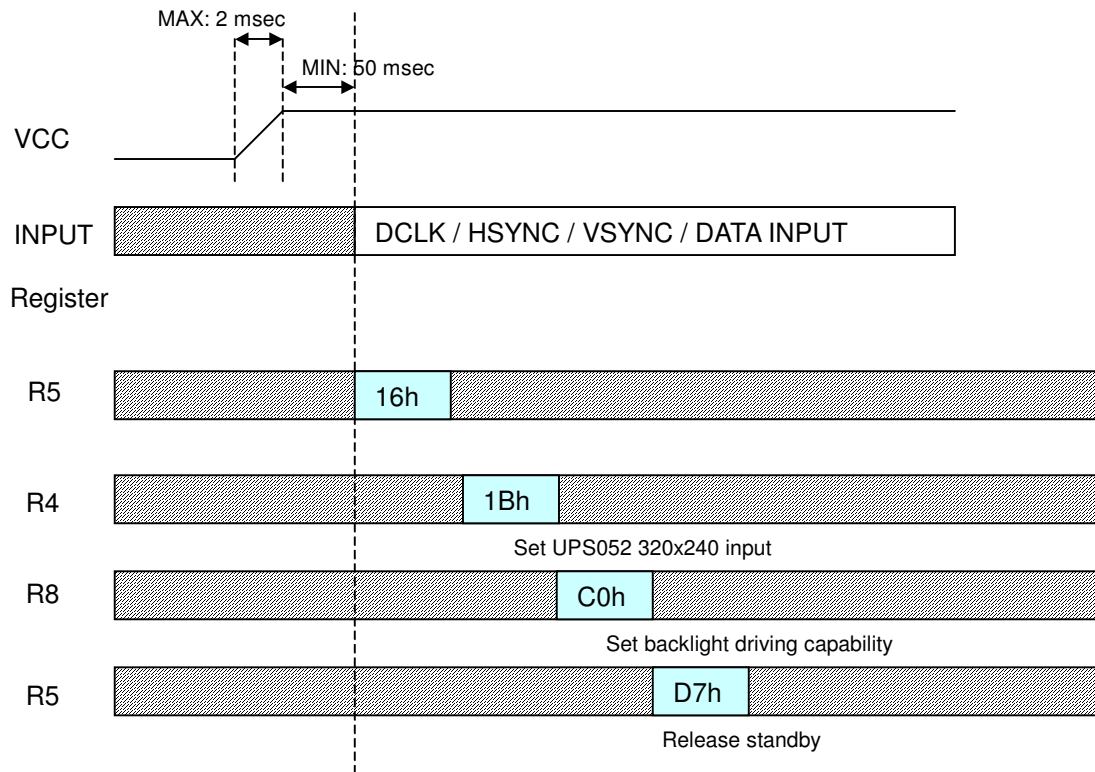 MAX: 2 msec
MIN: 50 msec
VCC
INPUT
DCLK / HSYNC / VSYNC / DATA INPUT
Register
R5
16h
R4
1Bh
Set UPS052 320x240 input
R8
C0h
Set backlight driving capability
R5
D7h
Release standby